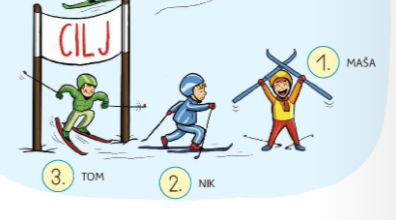 CILJ
1. MAŠA
3. TOM
2. NIK